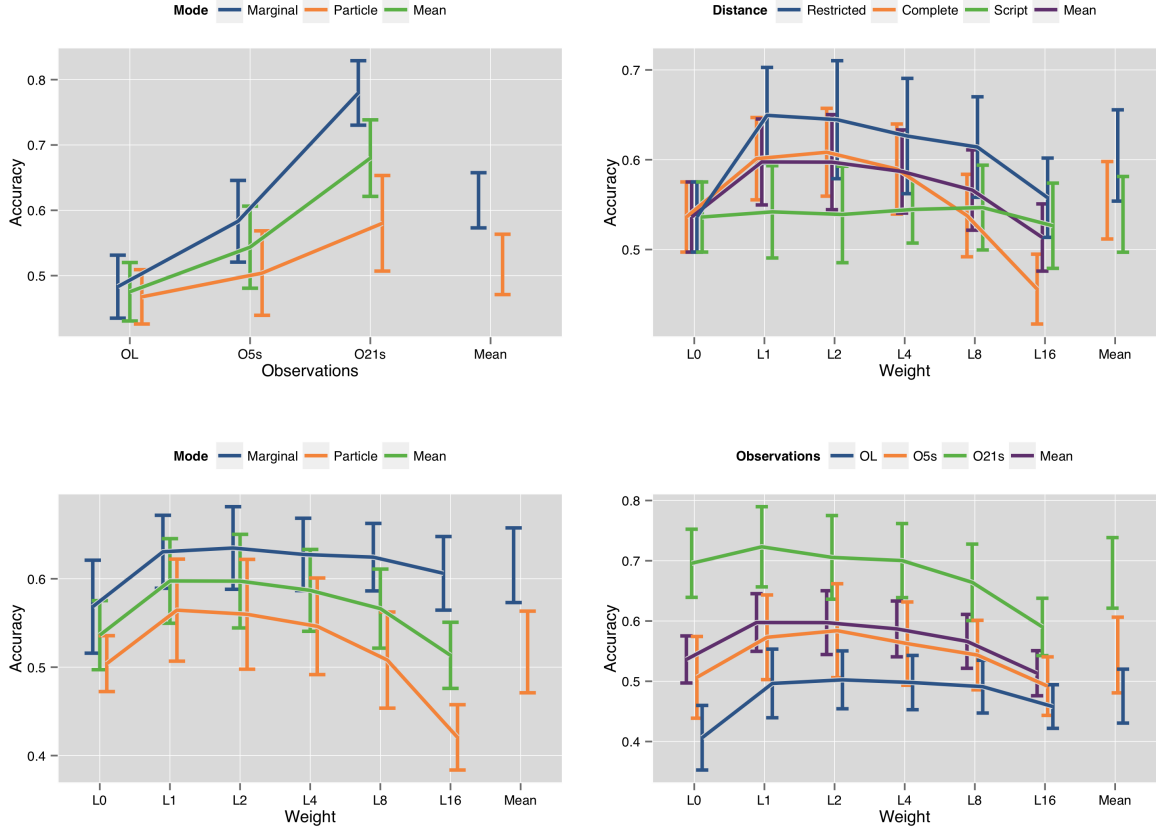 Mode Marginal Particle Mean
Accuracy
0.8
0.7
0.6
0.5
OL O5s O21s Mean
Observations
Distance Restricted Complete Script Mean
Accuracy
0.7
0.6
0.5
L0 L1 L2 L4 L8 L16 Mean
Weight
Mode Marginal Particle Mean
Accuracy
0.6
0.5
0.4
L0 L1 L2 L4 L8 L16 Mean
Weight
Observations OL O5s O21s Mean
Accuracy
0.8
0.7
0.6
0.5
0.4
L0 L1 L2 L4 L8 L16 Mean
Weight